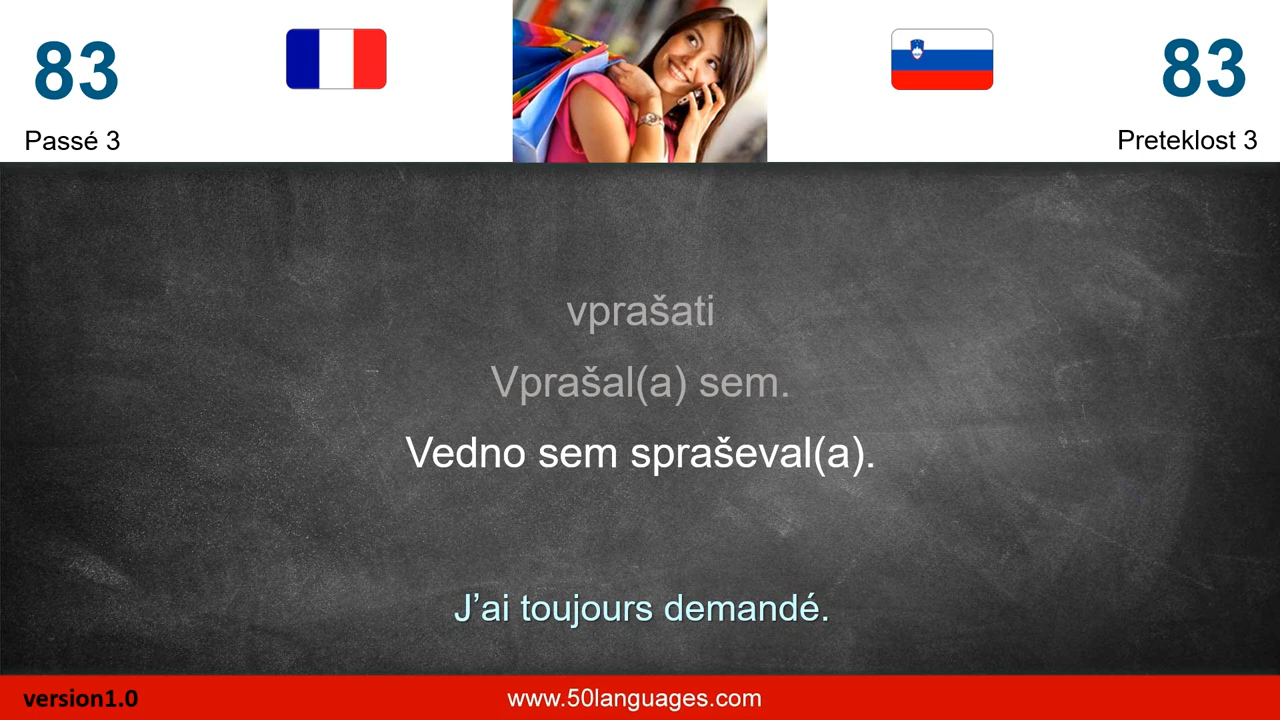 83
83
Passé 3
Preteklost 3
vprašati
Vprašal(a) sem.
Vedno sem spraševal(a).
J’ai toujours demandé.
version1.0
www.50languages.com